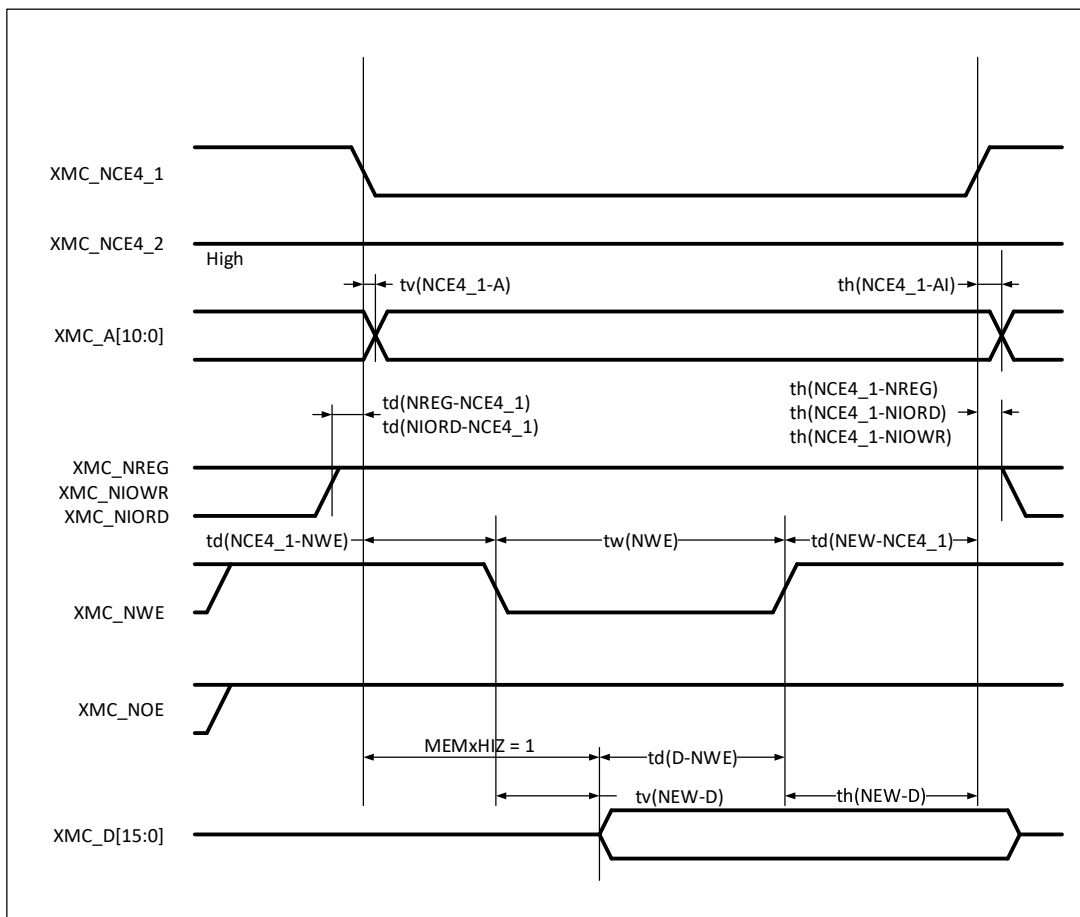 XMC_NCE4_1
XMC_NCE4_2
High
tv(NCE4_1-A)
th(NCE4_1-AI)
XMC_A[10:0]
td(NREG-NCE4_1)
td(NIORD-NCE4_1)
th(NCE4_1-NREG)
th(NCE4_1-NIORD)
th(NCE4_1-NIOWR)
XMC_NREG
XMC_NIOWR
XMC_NIORD
td(NCE4_1-NWE)
tw(NWE)
td(NEW-NCE4_1)
XMC_NWE
XMC_NOE
MEMxHIZ = 1
td(D-NWE)
tv(NEW-D)
th(NEW-D)
XMC_D[15:0]